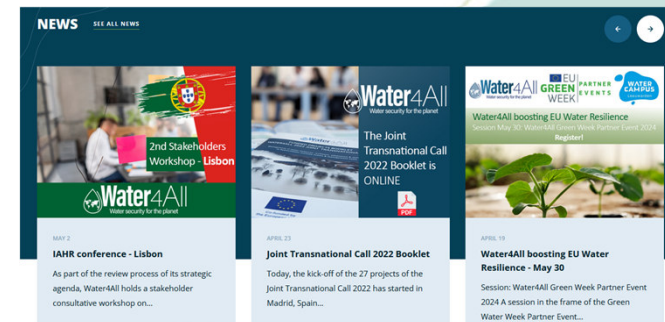 NEWS
SEE ALL NEWS
2nd Stakeholders
Workshop - Lisbon
Water4All
Water security for the planet
MAY 2
IAHR conference - Lisbon
As part of the review process of its strategic
agenda, Water4All holds a stakeholder
consultative workshop on...
Water4All
Water security for the planet
The Joint
Transnational Call
2022 Booklet is
ONLINE
PDF
APRIL 23
Joint Transnational Call 2022 Booklet
Today, the kick-off of the 27 projects of the
Joint Transnational Call 2022 has started in
Madrid, Spain...
Water4All
Water security for the planet
EU
GREEN
WEEK
PARTNER
EVENTS
WATER
CAMPUS
Water4All boosting EU Water Resilience
Session May 30: Water4All Green Week Partner Event 2024
Register!
APRIL 19
Water4All boosting EU Water
Resilience - May 30
Session: Water4All Green Week Partner Event
2024 A session in the frame of the Green
Water Week Partner Event...